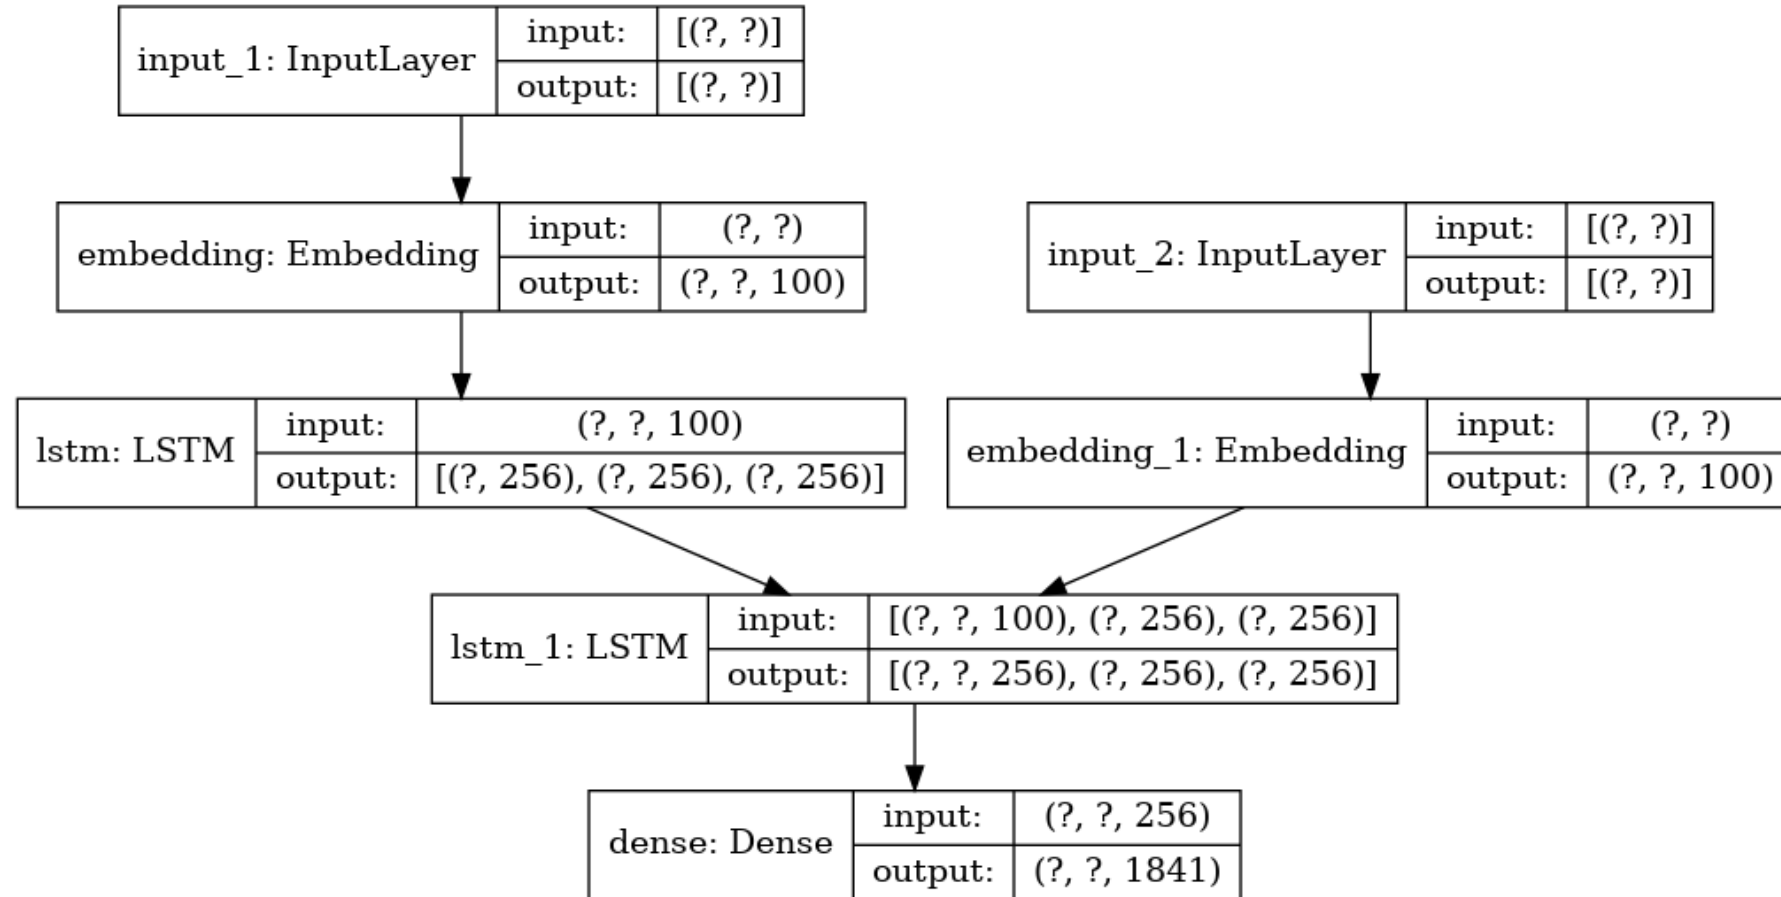 input_1: InputLayer
input: [(?, ?)]
output: [(?, ?)]
embedding: Embedding
input: (?, ?)
output: (?, ?, 100)
input_2: InputLayer
input: [(?, ?)]
output: [(?, ?)]
lstm: LSTM
input: (?, ?, 100)
output: [(?, 256), (?, 256), (?, 256)]
embedding_1: Embedding
input: (?, ?)
output: (?, ?, 100)
lstm_1: LSTM
input: [(?, ?, 100), (?, 256), (?, 256)]
output: [(?, ?, 256), (?, 256), (?, 256)]
dense: Dense
input: (?, ?, 256)
output: (?, ?, 1841)